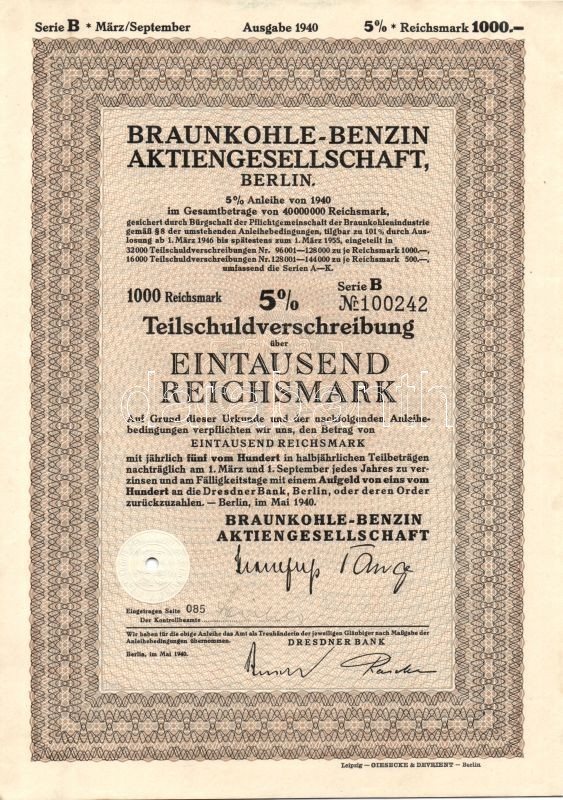 Serie B * März/September Ausgabe 1940 5% * Reichsmark 1000.—
BRAUNKOHLE-BENZIN
AKTIENGESELLSCHAFT,
BERLIN.
5% Anleihe von 1940
im Gesamtbetrage von 40000000 Reichsmark,
gesichert durch Bürgschaft der Pflichtgemeinschaft der Braunkohlenindustrie
gemäß § 8 der umstehenden Anleihebedingungen, tilgbar zu 101% durch Aus-
losung ab 1. März 1946 bis spätestens zum 1. März 1955, eingeteilt in
32000 Teilschuldverschreibungen Nr. 96001—128000 zu je Reichsmark 1000.—,
16000 Teilschuldverschreibungen Nr. 128001—144000 zu je Reichsmark 500.—,
umfassend die Serien A—K.
1000 Reichsmark 5% Serie B
№ 100242
Teilschuldverschreibung
über
EINTAUSEND
REICHSMARK
Auf Grund dieser Urkunde und der nachfolgenden Anleihe-
bedingungen verpflichten wir uns, den Betrag von
EINTAUSEND REICHSMARK
mit jährlich fünf vom Hundert in halbjährlichen Teilbeträgen
nachträglich am 1. März und 1. September jedes Jahres zu ver-
zinsen und am Fälligkeitstage mit einem Aufgeld von eins vom
Hundert an die Dresdner Bank, Berlin, oder deren Order
zurückzuzahlen. — Berlin, im Mai 1940.
BRAUNKOHLE-BENZIN
AKTIENGESELLSCHAFT
Eingetragen Seite 085
Der Kontrollbeamte
Wir haben für die obige Anleihe das Amt als Treuhänderin der jeweiligen Gläubiger nach Maßgabe der
Anleihebedingungen übernommen. DRESDNER BANK
Berlin, im Mai 1940.
Leipzig — GIESECKE & DEVRIENT — Berlin